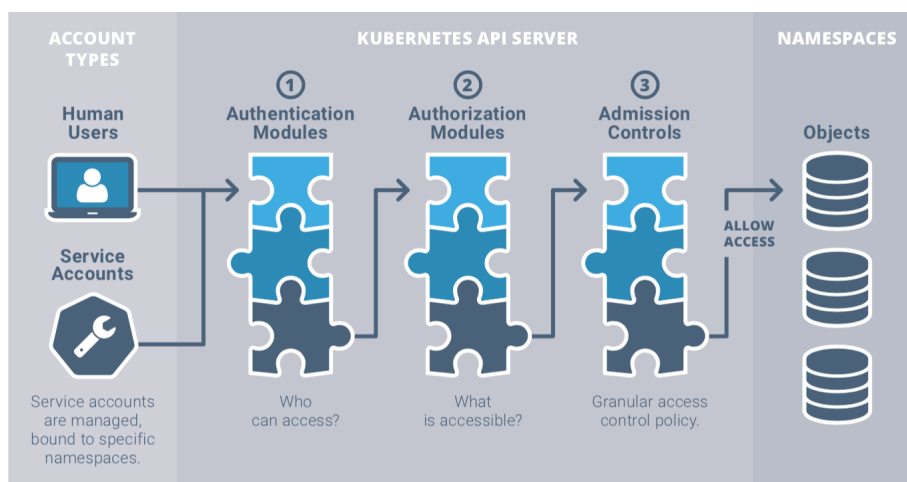 ACCOUNT
TYPES
KUBERNETES API SERVER
NAMESPACES
Human
Users
Service
Accounts
Service accounts
are managed,
bound to specific
namespaces.
1
Authentication
Modules
Who
can access?
2
Authorization
Modules
What
is accessible?
3
Admission
Controls
Granular access
control policy.
ALLOW
ACCESS
Objects